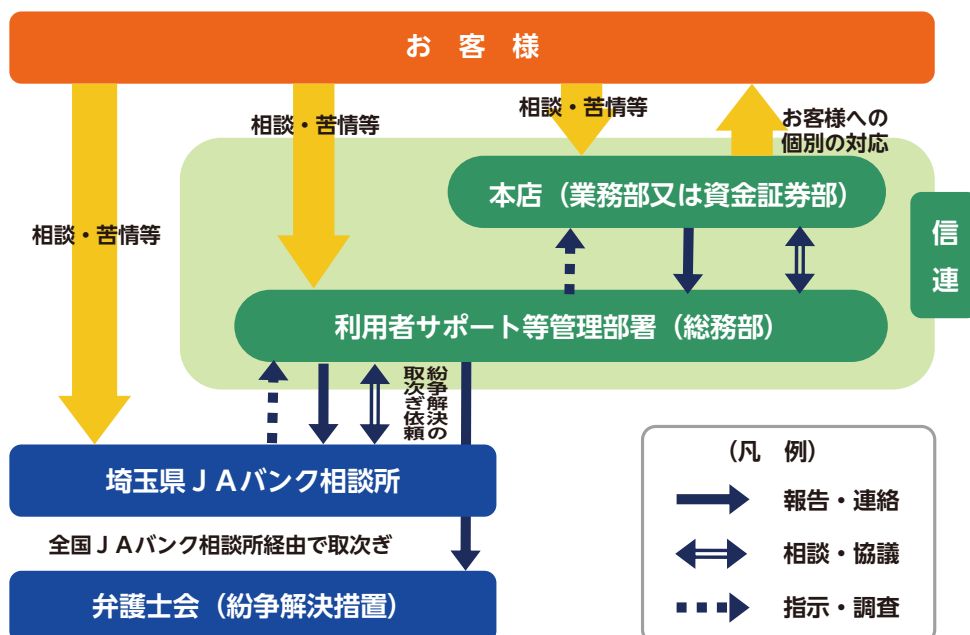 お 客 様
相談・苦情等
相談・苦情等
お客様への
個別の対応
相談・苦情等
本店（業務部又は資金証券部）
信
連
利用者サポート等管理部署（総務部）
紛争解決の
取次ぎ依頼
埼玉県ＪＡバンク相談所
全国ＪＡバンク相談所経由で取次ぎ
弁護士会（紛争解決措置）
(凡 例)
報告・連絡
相談・協議
指示・調査